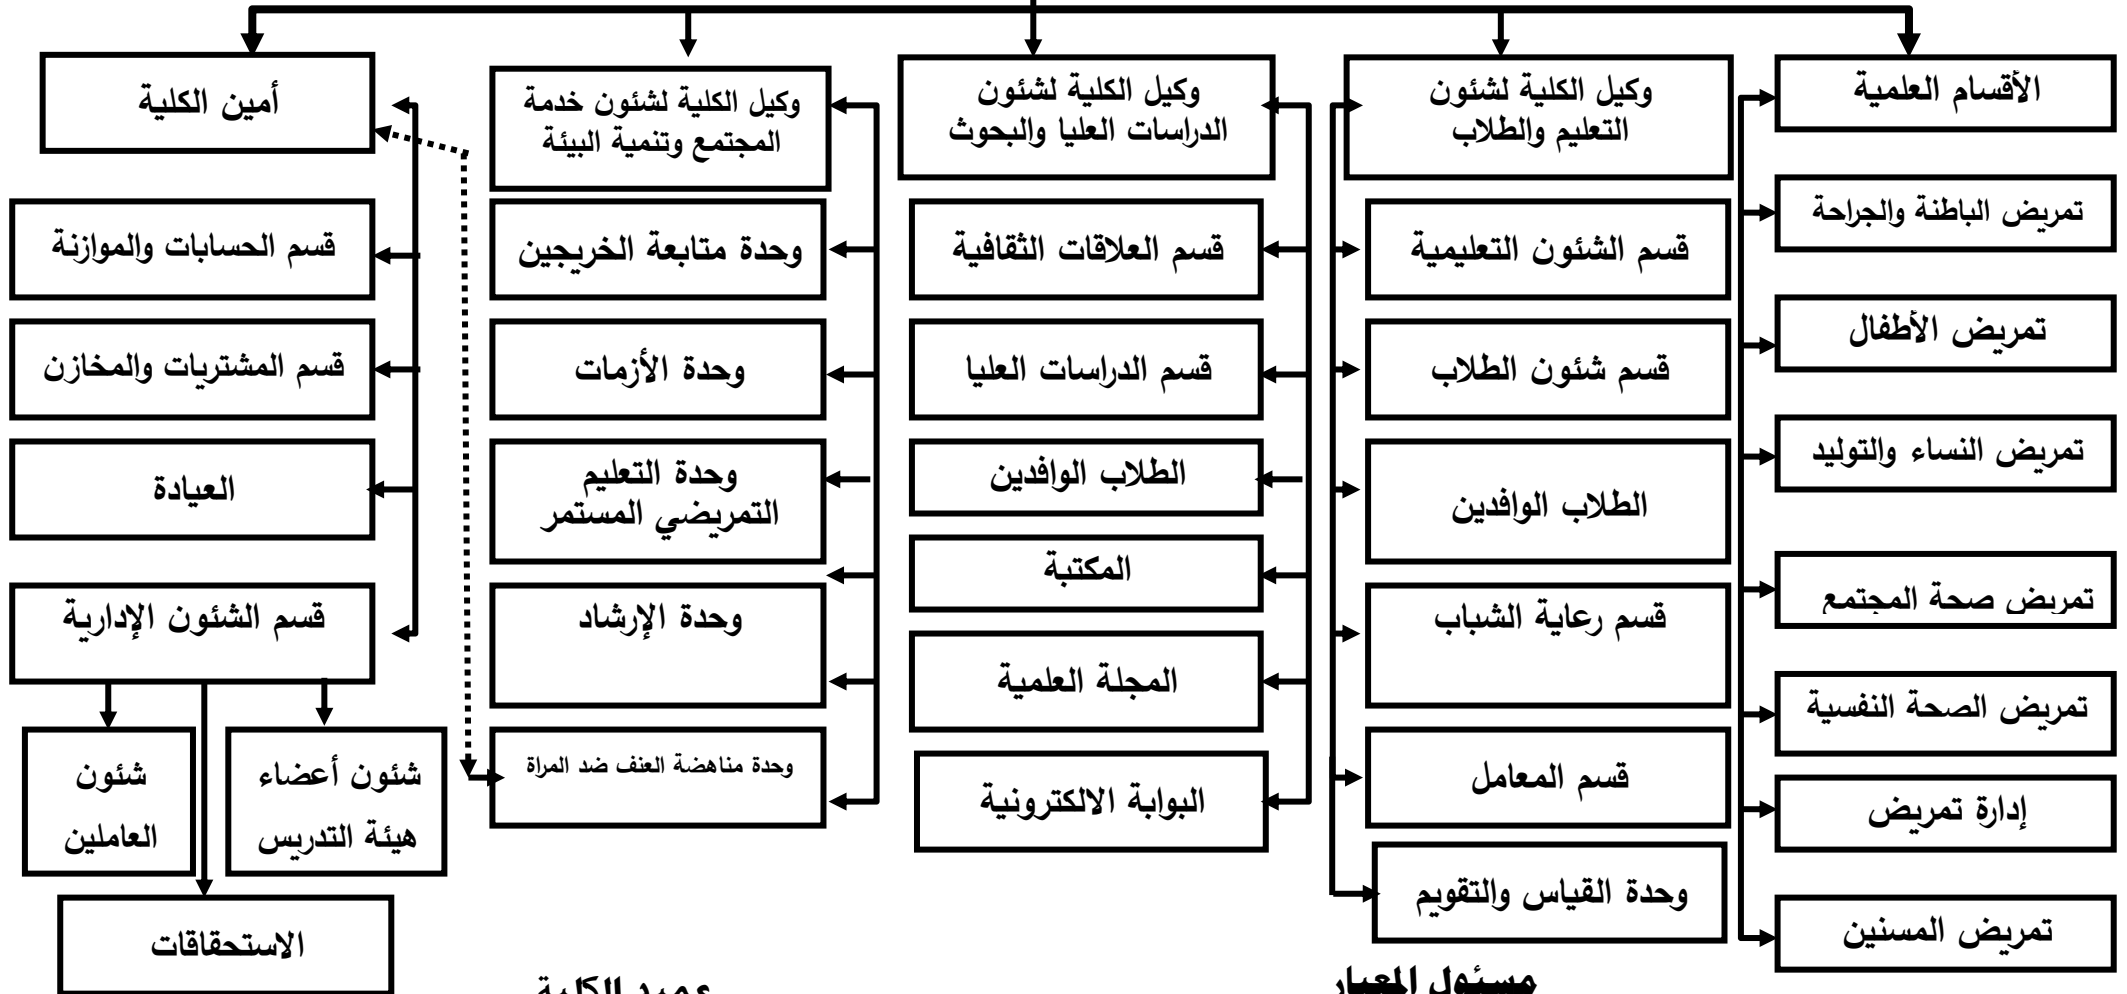 الأقسام العلمية
تمريض الباطنة والجراحة
تمريض الأطفال
تمريض النساء والتوليد
تمريض صحة المجتمع
تمريض الصحة النفسية
إدارة تمريض
تمريض المسنين
وكيل الكلية لشئون
التعليم والطلاب
قسم الشئون التعليمية
قسم شئون الطلاب
الطلاب الوافدين
قسم رعاية الشباب
قسم المعامل
وحدة القياس والتقويم
وكيل الكلية لشئون
الدراسات العليا والبحوث
قسم العلاقات الثقافية
قسم الدراسات العليا
الطلاب الوافدين
المكتبة
المجلة العلمية
البوابة الالكترونية
وكيل الكلية لشئون خدمة
المجتمع وتنمية البيئة
وحدة متابعة الخريجين
وحدة الأزمات
وحدة التعليم
التمريضي المستمر
وحدة الإرشاد
وحدة مناهضة العنف ضد المراة
أمين الكلية
قسم الحسابات والموازنة
قسم المشتريات والمخازن
العيادة
قسم الشئون الإدارية
شئون أعضاء
هيئة التدريس
شئون
العاملين
الاستحقاقات
مسئول المعيار
عميد الكلية